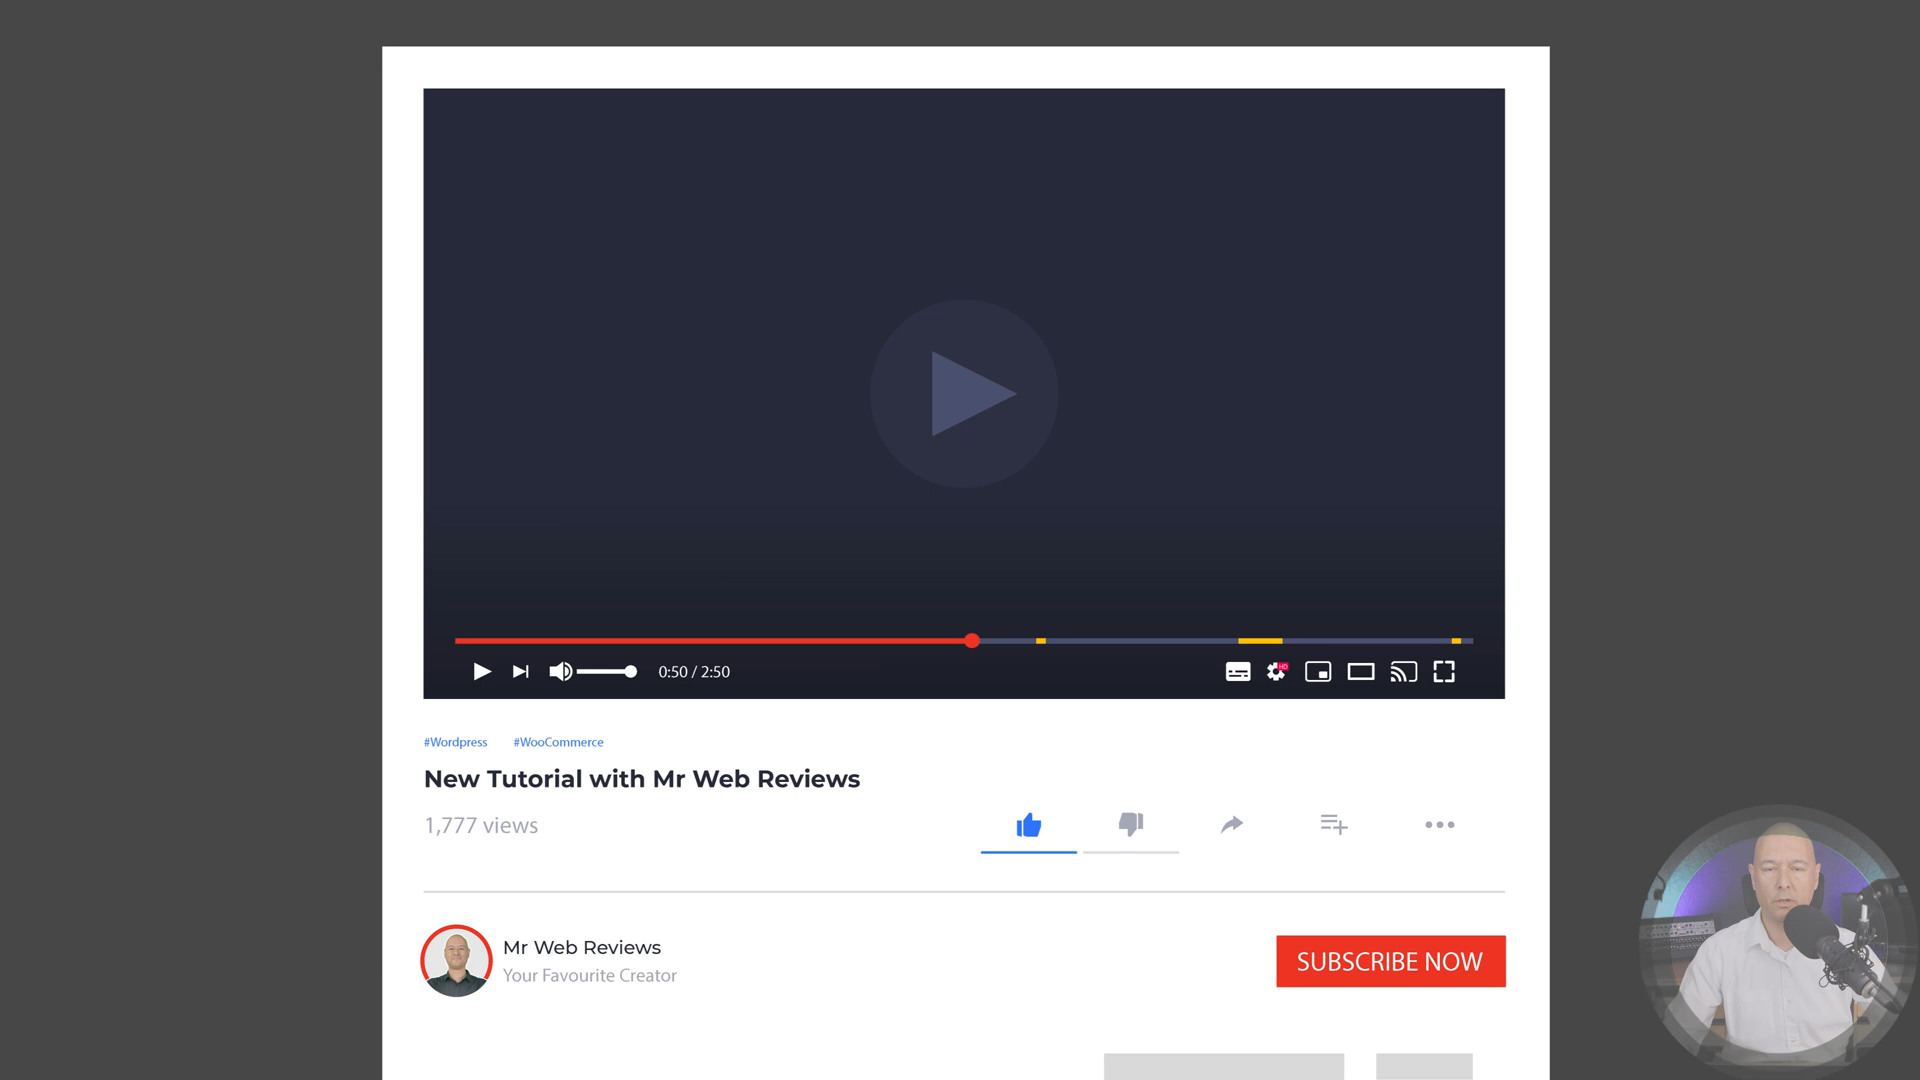 0:50 / 2:50
HD
#Wordpress #WooCommerce
New Tutorial with Mr Web Reviews
1,777 views
Mr Web Reviews
Your Favourite Creator
SUBSCRIBE NOW